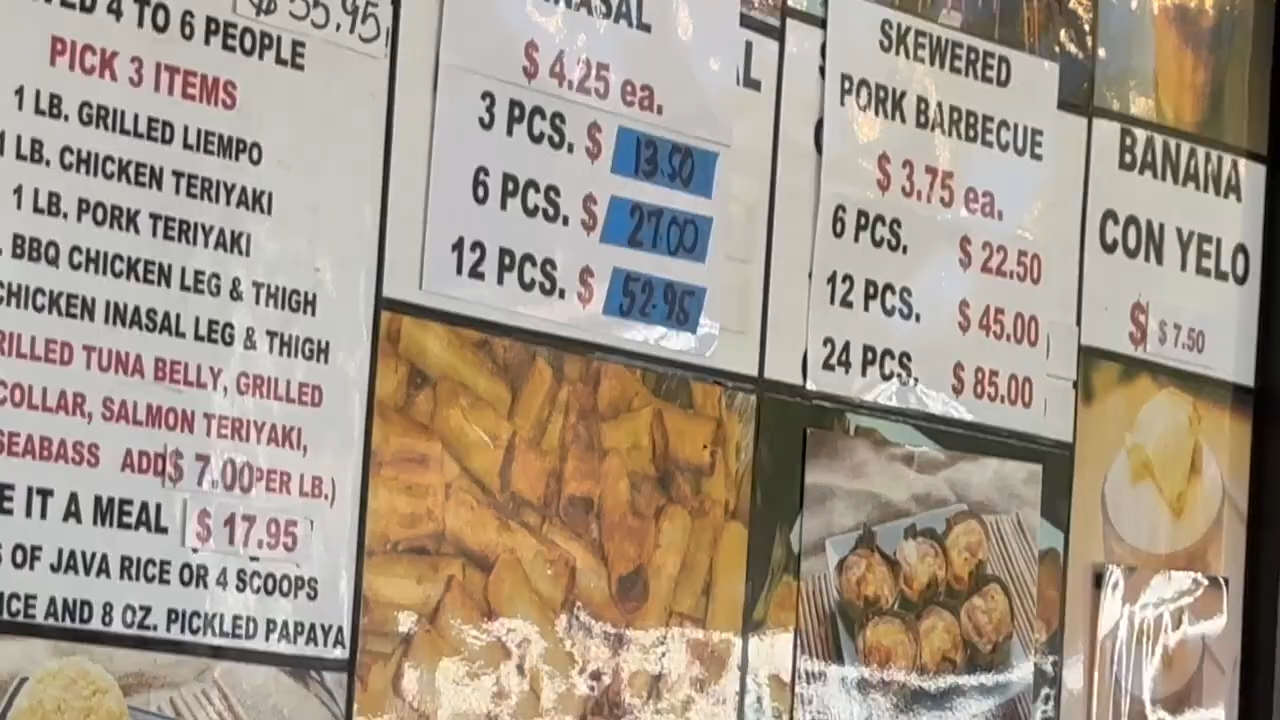 4 TO 6 PEOPLE
PICK 3 ITEMS
1 LB. GRILLED LIEMPO
1 LB. CHICKEN TERIYAKI
1 LB. PORK TERIYAKI
BBQ CHICKEN LEG & THIGH
CHICKEN INASAL LEG & THIGH
RILLED TUNA BELLY, GRILLED
COLLAR, SALMON TERIYAKI,
SEABASS ADD $ 7.00 PER LB.)
E IT A MEAL $ 17.95
OF JAVA RICE OR 4 SCOOPS
ICE AND 8 OZ. PICKLED PAPAYA
NASAL
$ 4.25 ea.
3 PCS. $ 13.50
6 PCS. $ 27.00
12 PCS. $ 52.95
SKEWERED
PORK BARBECUE
$ 3.75 ea.
6 PCS. $ 22.50
12 PCS. $ 45.00
24 PCS. $ 85.00
BANANA
CON YELO
$ $ 7.50